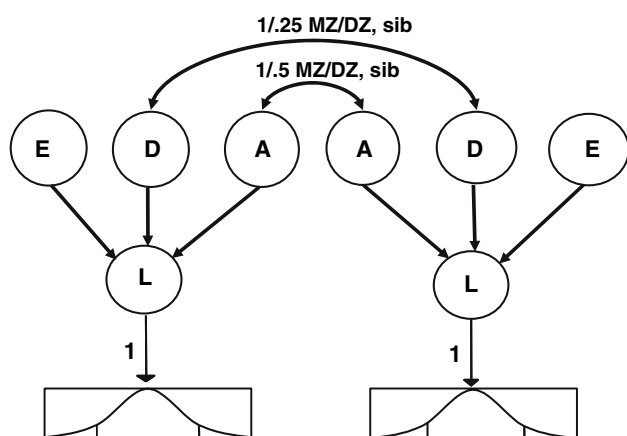 1/.25 MZ/DZ, sib
1/.5 MZ/DZ, sib
E D A A D E
L L
1 1